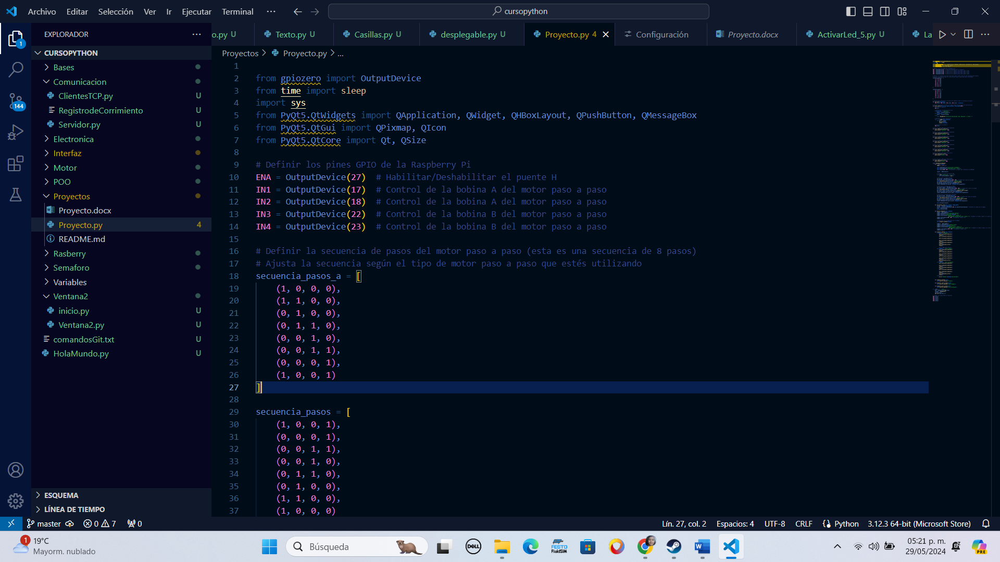 Archivo Editar Selección Ver Ir Ejecutar Terminal ··· cursopython
EXPLORADOR ···
o.py U Texto.py U Casillas.py U desplegable.py U Proyecto.py 4 Configuración Proyecto.docx ActivarLed_5.py U La
Proyectos > Proyecto.py > ...
CURSOPYTHON
Bases
Comunicacion
ClientesTCP.py U
RegistrodeCorrimiento U
Servidor.py U
Electronica
Interfaz
Motor
POO
Proyectos
Proyecto.docx
Proyecto.py 4
README.md
Rasberry
Semaforo
Variables
Ventana2
inicio.py U
Ventana2.py U
comandosGit.txt U
HolaMundo.py U
ESQUEMA
LÍNEA DE TIEMPO
1
144
1
2 from gpiozero import OutputDevice
3 from time import sleep
4 import sys
5 from PyQt5.QtWidgets import QApplication, QWidget, QHBoxLayout, QPushButton, QMessageBox
6 from PyQt5.QtGui import QPixmap, QIcon
7 from PyQt5.QtCore import Qt, QSize
8
9 # Definir los pines GPIO de la Raspberry Pi
10 ENA = OutputDevice(27)  # Habilitar/Deshabilitar el puente H
11 IN1 = OutputDevice(17)  # Control de la bobina A del motor paso a paso
12 IN2 = OutputDevice(18)  # Control de la bobina A del motor paso a paso
13 IN3 = OutputDevice(22)  # Control de la bobina B del motor paso a paso
14 IN4 = OutputDevice(23)  # Control de la bobina B del motor paso a paso
15
16 # Definir la secuencia de pasos del motor paso a paso (esta es una secuencia de 8 pasos)
17 # Ajusta la secuencia según el tipo de motor paso a paso que estés utilizando
18 secuencia_pasos_a = [
19     (1, 0, 0, 0),
20     (1, 1, 0, 0),
21     (0, 1, 0, 0),
22     (0, 1, 1, 0),
23     (0, 0, 1, 0),
24     (0, 0, 1, 1),
25     (0, 0, 0, 1),
26     (1, 0, 0, 1)
27 ]
28
29 secuencia_pasos = [
30     (1, 0, 0, 1),
31     (0, 0, 0, 1),
32     (0, 0, 1, 1),
33     (0, 0, 1, 0),
34     (0, 1, 1, 0),
35     (0, 1, 0, 0),
36     (1, 1, 0, 0),
37     (1, 0, 0, 0)
master 0 7 0 Lín. 27, col. 2 Espacios: 4 UTF-8 CRLF Python 3.12.3 64-bit (Microsoft Store)
1 19°C
Mayorm. nublado
Búsqueda
DELL
FESTO
FluidSIM
W
05:21 p. m.
29/05/2024
PRE